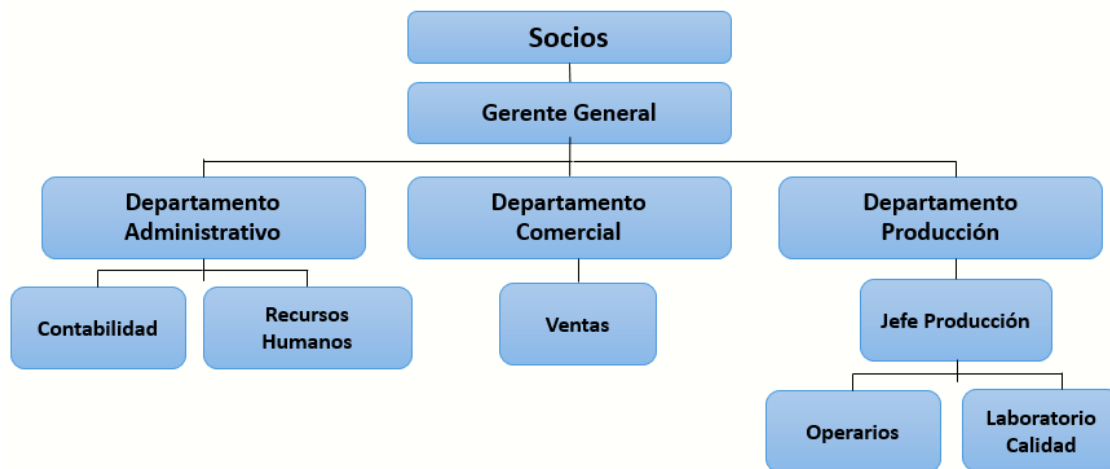 Socios
Gerente General
Departamento
Administrativo
Departamento
Comercial
Departamento
Producción
Contabilidad
Recursos
Humanos
Ventas
Jefe Producción
Operarios
Laboratorio
Calidad